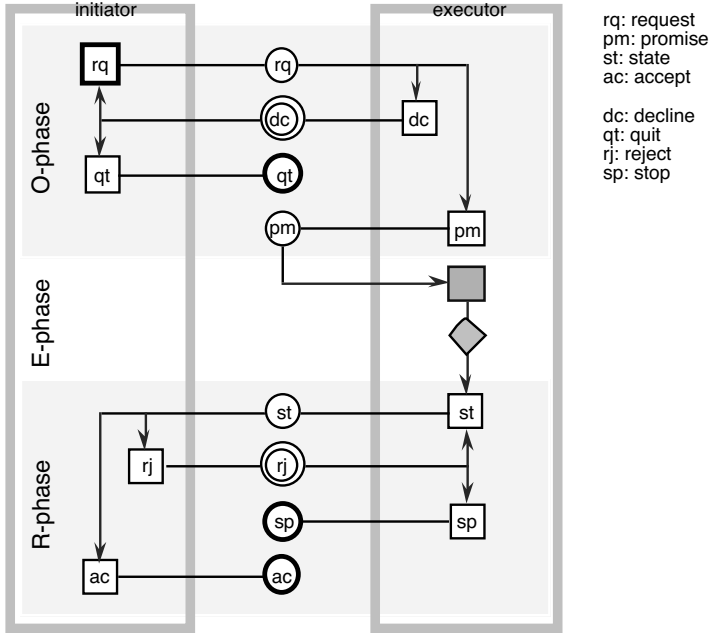 initiator
executor
rq: request
pm: promise
st: state
ac: accept
dc: decline
qt: quit
rj: reject
sp: stop
O-phase
rq
rq
dc
dc
qt
qt
pm
pm
E-phase
R-phase
st
st
rj
rj
sp
sp
ac
ac